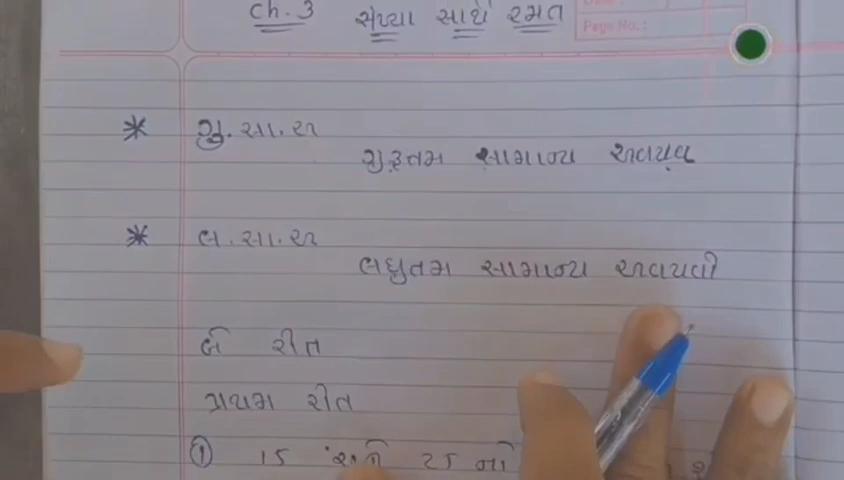 Ch. 3 સંખ્યા સાથે રમત
Page No.:
* ગુ. સા. અ
ગુરૂતમ સામાન્ય અવયવ
* લ. સા. અ
લઘુતમ સામાન્ય અવયવી
બે રીત
પ્રથમ રીત
① 15 અને 25 નો